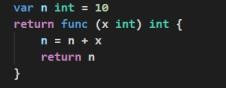 var n int = 10
return func (x int) int {
    n = n + x
    return n
}